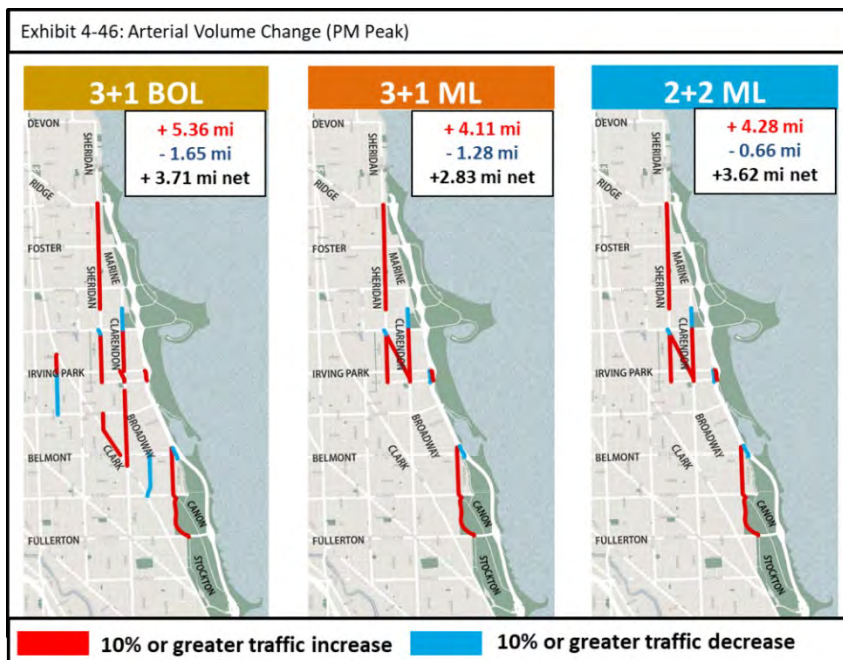 Exhibit 4-46: Arterial Volume Change (PM Peak)
3+1 BOL
+ 5.36 mi
- 1.65 mi
+ 3.71 mi net
DEVON
SHERIDAN
RIDGE
FOSTER
MARINE
SHERIDAN
CLARENDON
IRVING PARK
BROADWAY
CLARK
BELMONT
CANON
FULLERTON
STOCKTON
3+1 ML
+ 4.11 mi
- 1.28 mi
+2.83 mi net
DEVON
SHERIDAN
RIDGE
FOSTER
MARINE
SHERIDAN
CLARENDON
IRVING PARK
BROADWAY
CLARK
BELMONT
CANON
FULLERTON
STOCKTON
2+2 ML
+ 4.28 mi
- 0.66 mi
+3.62 mi net
DEVON
SHERIDAN
RIDGE
FOSTER
MARINE
SHERIDAN
CLARENDON
IRVING PARK
BROADWAY
CLARK
BELMONT
CANON
FULLERTON
STOCKTON
10% or greater traffic increase
10% or greater traffic decrease